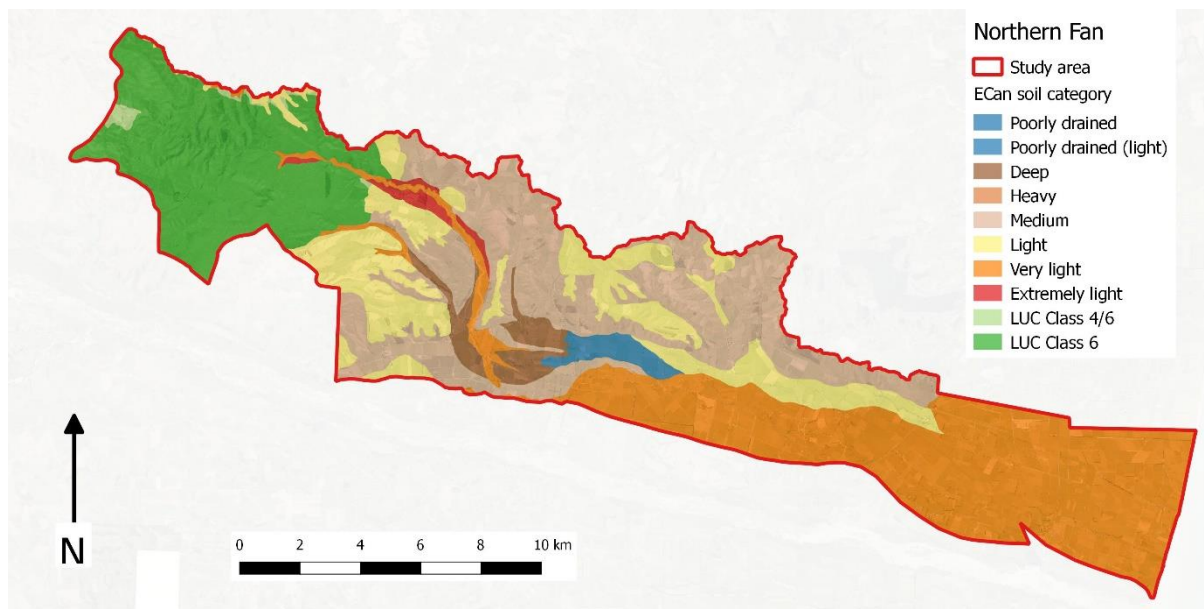 Northern Fan
Study area
ECan soil category
Poorly drained
Poorly drained (light)
Deep
Heavy
Medium
Light
Very light
Extremely light
LUC Class 4/6
LUC Class 6
N
0 2 4 6 8 10 km